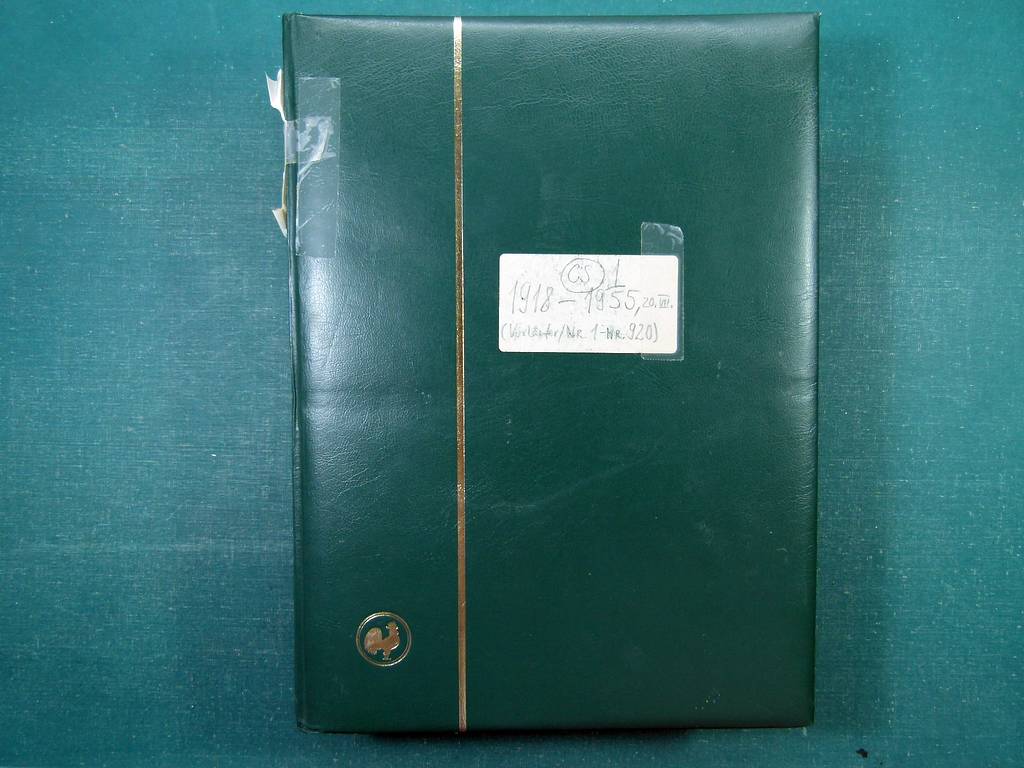 CS 1
1918 – 1955, 20. VII.
(Vorläufer/Nr. 1 – Nr. 920)